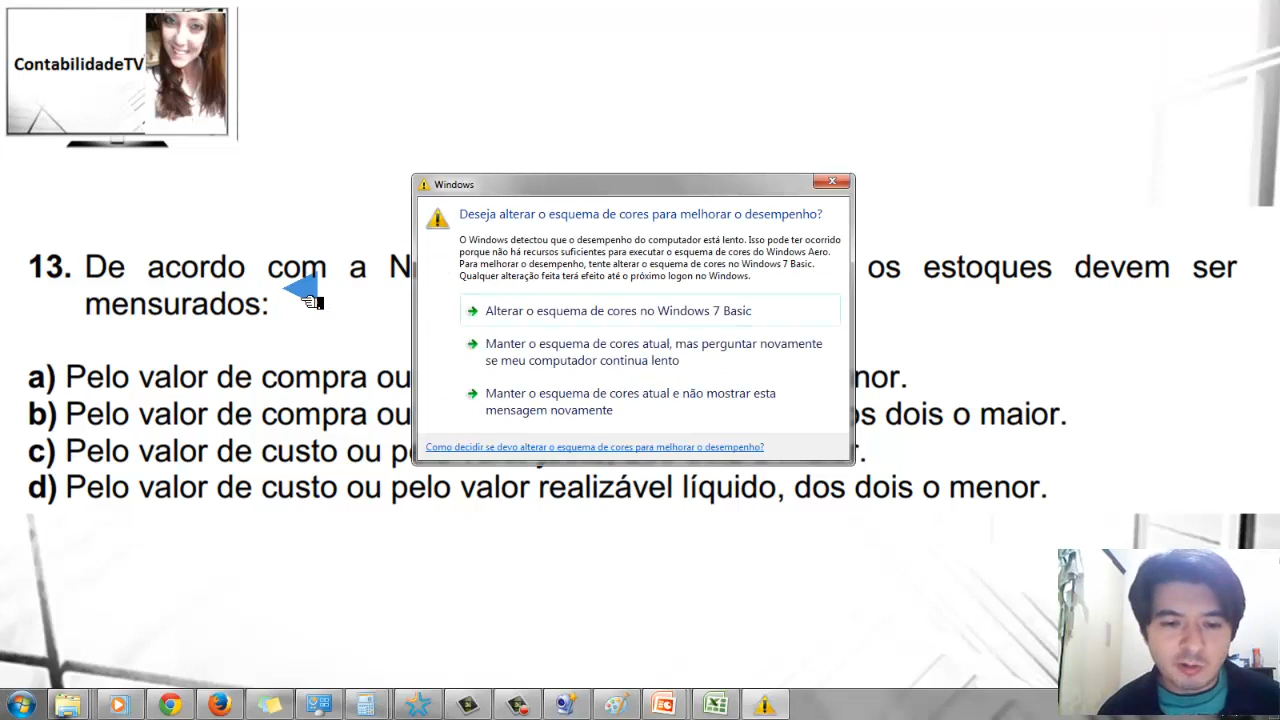 ContabilidadeTV
Windows
Deseja alterar o esquema de cores para melhorar o desempenho?
O Windows detectou que o desempenho do computador está lento. Isso pode ter ocorrido
porque não há recursos suficientes para executar o esquema de cores do Windows Aero.
Para melhorar o desempenho, tente alterar o esquema de cores no Windows 7 Basic.
Qualquer alteração feita terá efeito até o próximo logon no Windows.
Alterar o esquema de cores no Windows 7 Basic
Manter o esquema de cores atual, mas perguntar novamente
se meu computador continua lento
Manter o esquema de cores atual e não mostrar esta
mensagem novamente
Como decidir se devo alterar o esquema de cores para melhorar o desempenho?
13. De acordo com a os estoques devem ser
mensurados:
a) Pelo valor de compra ou
b) Pelo valor de compra ou dois o maior.
c) Pelo valor de custo ou
d) Pelo valor de custo ou pelo valor realizável líquido, dos dois o menor.